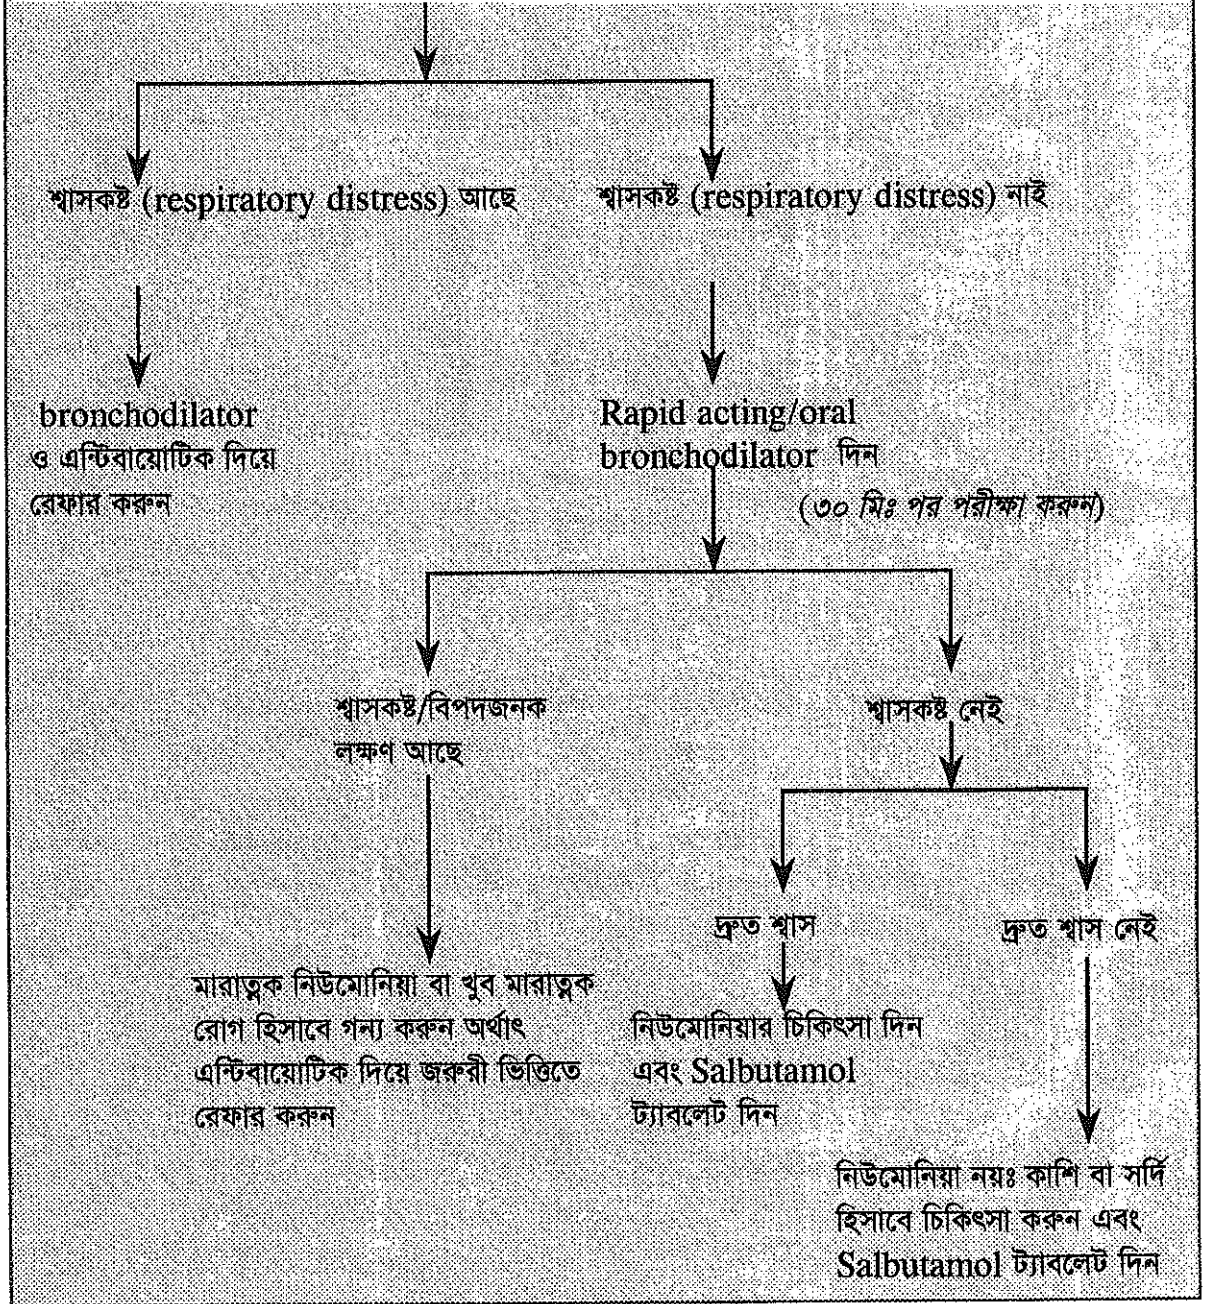 শ্বাসকষ্ট (respiratory distress) আছে
শ্বাসকষ্ট (respiratory distress) নাই
bronchodilator
ও এন্টিবায়োটিক দিয়ে
রেফার করুন
Rapid acting/oral
bronchodilator দিন
(৩০ মিঃ পর পরীক্ষা করুন)
শ্বাসকষ্ট/বিপদজনক
লক্ষণ আছে
শ্বাসকষ্ট নেই
দ্রুত শ্বাস
দ্রুত শ্বাস নেই
মারাত্নক নিউমোনিয়া বা খুব মারাত্নক
রোগ হিসাবে গন্য করুন অর্থাৎ
এন্টিবায়োটিক দিয়ে জরুরী ভিত্তিতে
রেফার করুন
নিউমোনিয়ার চিকিৎসা দিন
এবং Salbutamol
ট্যাবলেট দিন
নিউমোনিয়া নয়ঃ কাশি বা সর্দি
হিসাবে চিকিৎসা করুন এবং
Salbutamol ট্যাবলেট দিন